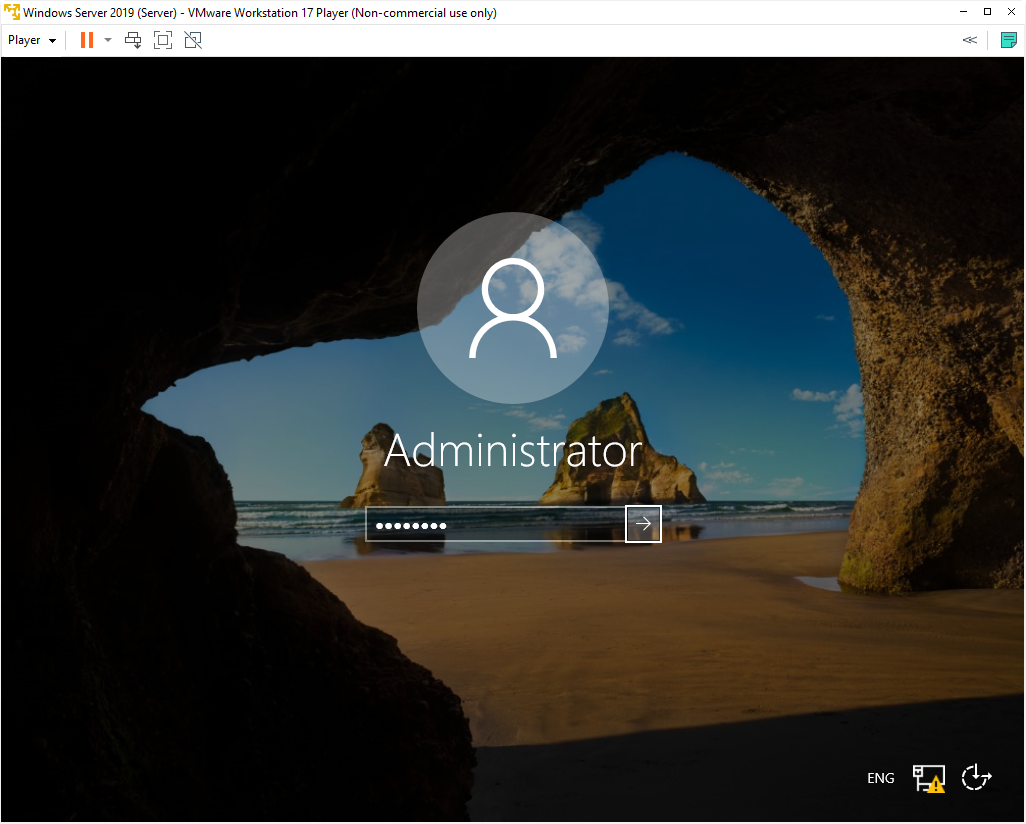 Windows Server 2019 (Server) - VMware Workstation 17 Player (Non-commercial use only)
Player
Administrator
ENG